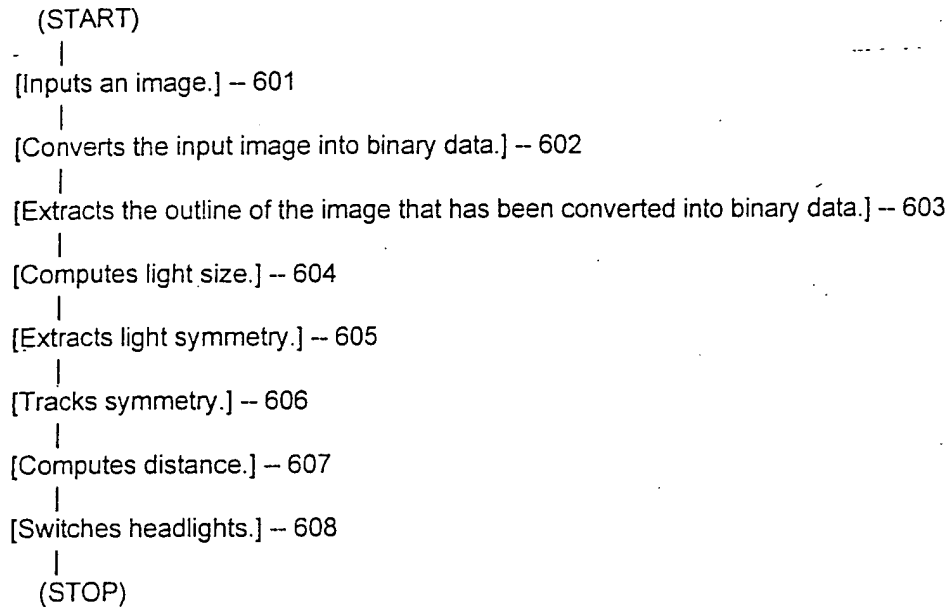 (START)
[Inputs an image.] -- 601
[Converts the input image into binary data.] -- 602
[Extracts the outline of the image that has been converted into binary data.] -- 603
[Computes light size.] -- 604
[Extracts light symmetry.] -- 605
[Tracks symmetry.] -- 606
[Computes distance.] -- 607
[Switches headlights.] -- 608
(STOP)